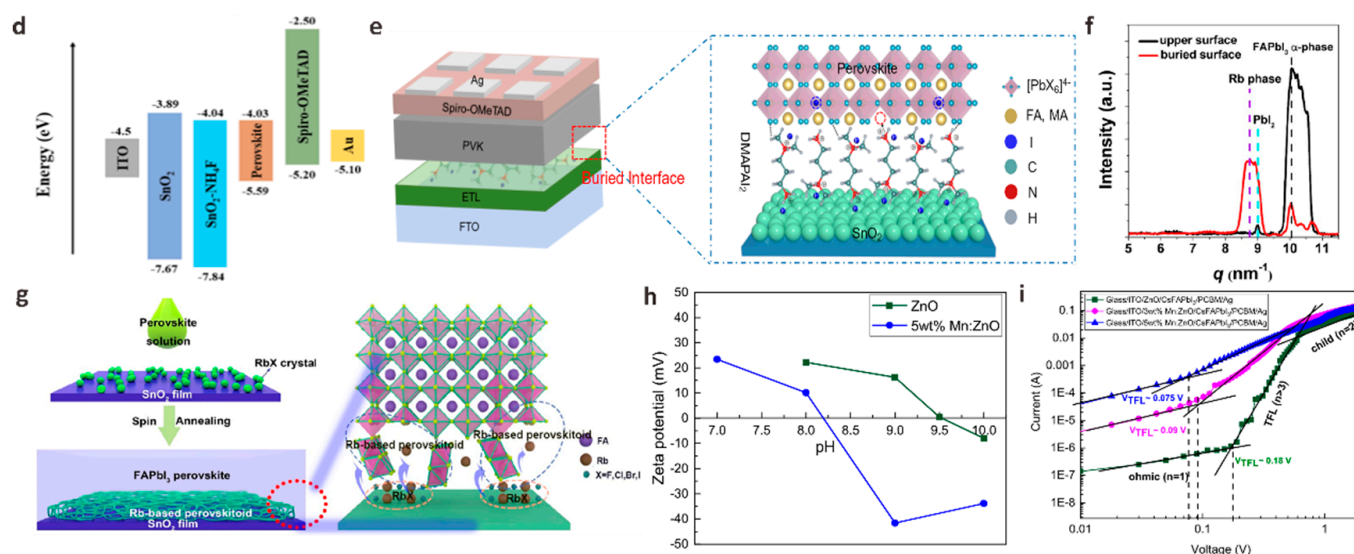 d
Energy (eV)
-4.5
ITO
-3.89
SnO2
-7.67
-4.04
SnO2-NH4F
-7.84
-4.03
Perovskite
-5.59
-2.50
Spiro-OMeTAD
-5.20
Au
-5.10
e
Ag
Spiro-OMeTAD
PVK
Buried Interface
ETL
FTO
Perovskite
DMAPAI2
SnO2
[PbX6]4-
FA, MA
I
C
N
H
f
upper surface
buried surface
FAPbI3 α-phase
Rb phase
PbI2
Intensity (a.u.)
5 6 7 8 9 10 11
q (nm-1)
g
Perovskite
solution
RbX crystal
SnO2 film
Spin Annealing
FAPbI3 perovskite
Rb-based perovskitoid
SnO2 film
Rb-based perovskitoid
Rb-based perovskitoid
RbX
RbX
FA
Rb
X=F,Cl,Br,I
h
ZnO
5wt% Mn:ZnO
Zeta potential (mV)
50
40
30
20
10
0
-10
-20
-30
-40
-50
7.0 7.5 8.0 8.5 9.0 9.5 10.0
pH
i
Glass/ITO/ZnO/CsFAPbI3/PCBM/Ag
Current (A)
0.1
0.01
0.001
1E-4
1E-5
1E-6
1E-7
1E-8
VTFL~ 0.075 V
VTFL~ 0.09 V
VTFL~ 0.18 V
ohmic (n=1)
TFL (n>3)
child (n=2
0.01 0.1 1
Voltage (V)